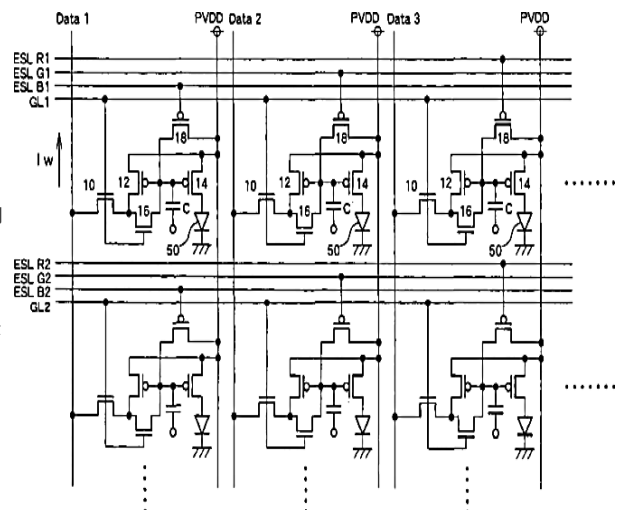 Data 1 PVDD Data 2 PVDD Data 3 PVDD
ESL R1
ESL G1
ESL B1
GL1
18 18 18
Iw
10 12 14 10 12 14 10 12 14
16 C 16 C 16 C
50 50 50
ESL R2
ESL G2
ESL B2
GL2